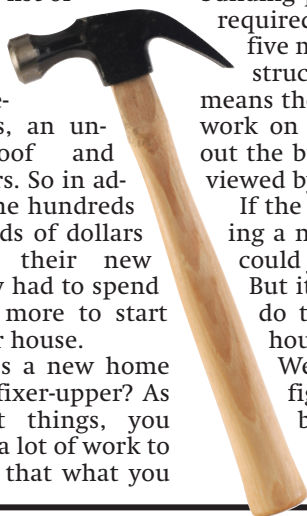 e-
s, an un-
oof and
rs. So in ad-
ne hundreds
ds of dollars
their new
y had to spend
more to start
r house.
s a new home
fixer-upper? As
t things, you
a lot of work to
that what you
required
five m
struc
means the
work on
out the b
viewed by
If the
ing a n
could
But it
do t
hou
We
fig
b